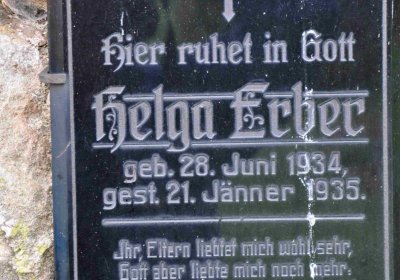 Hier ruhet in Gott
Helga Erber
geb. 28. Juni 1934,
gest. 21. Jänner 1935.
Ihr, Eltern liebtet mich wohl sehr,
Gott aber liebte mich noch mehr.